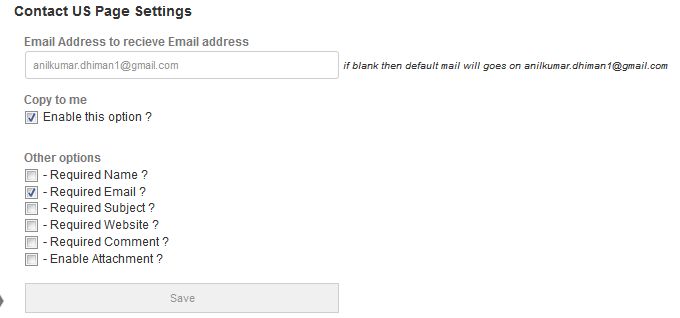 Contact US Page Settings
Email Address to recieve Email address
anilkumar.dhiman1@gmail.com if blank then default mail will goes on anilkumar.dhiman1@gmail.com
Copy to me
Enable this option ?
Other options
- Required Name ?
- Required Email ?
- Required Subject ?
- Required Website ?
- Required Comment ?
- Enable Attachment ?
Save